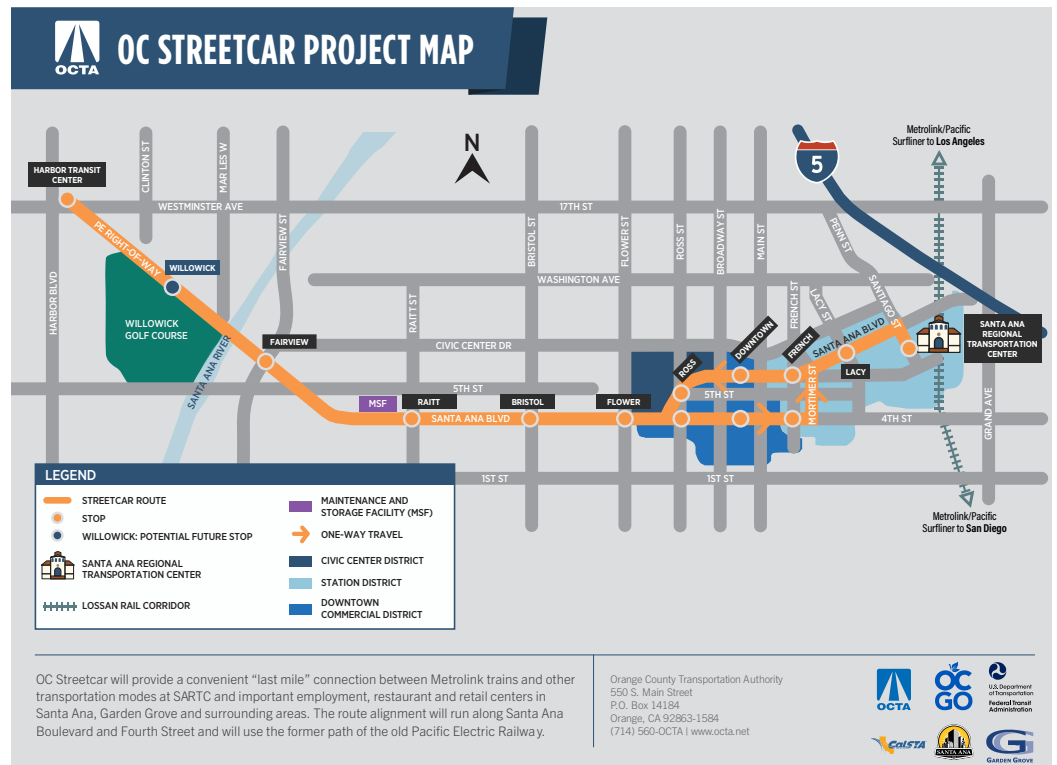 OCTA
OC STREETCAR PROJECT MAP
N
Metrolink/Pacific
Surfliner to Los Angeles
5
HARBOR TRANSIT
CENTER
CLINTON ST
MAR LES W
WESTMINSTER AVE
17TH ST
PE RIGHT-OF-WAY
FAIRVIEW ST
BRISTOL ST
FLOWER ST
ROSS ST
BROADWAY ST
MAIN ST
PENN ST
WILLOWICK
WASHINGTON AVE
HARBOR BLVD
RAITT ST
FRENCH ST
LACY ST
SANTIAGO ST
WILLOWICK
GOLF COURSE
SANTA ANA RIVER
FAIRVIEW
CIVIC CENTER DR
ROSS
DOWNTOWN
FRENCH
SANTA ANA BLVD
SANTA ANA
REGIONAL
TRANSPORTATION
CENTER
LACY
5TH ST
5TH ST
MORTIMER ST
MSF
RAITT
BRISTOL
FLOWER
SANTA ANA BLVD
4TH ST
GRAND AVE
1ST ST
1ST ST
Metrolink/Pacific
Surfliner to San Diego
LEGEND
STREETCAR ROUTE
STOP
WILLOWICK: POTENTIAL FUTURE STOP
SANTA ANA REGIONAL
TRANSPORTATION CENTER
LOSSAN RAIL CORRIDOR
MAINTENANCE AND
STORAGE FACILITY (MSF)
ONE-WAY TRAVEL
CIVIC CENTER DISTRICT
STATION DISTRICT
DOWNTOWN
COMMERCIAL DISTRICT
OC Streetcar will provide a convenient “last mile” connection between Metrolink trains and other
transportation modes at SARTC and important employment, restaurant and retail centers in
Santa Ana, Garden Grove and surrounding areas. The route alignment will run along Santa Ana
Boulevard and Fourth Street and will use the former path of the old Pacific Electric Railway.
Orange County Transportation Authority
550 S. Main Street
P.O. Box 14184
Orange, CA 92863-1584
(714) 560-OCTA | www.octa.net
OCTA
OC
GO
U.S. Department
of Transportation
Federal Transit
Administration
CalSTA
SANTA ANA
G
GARDEN GROVE